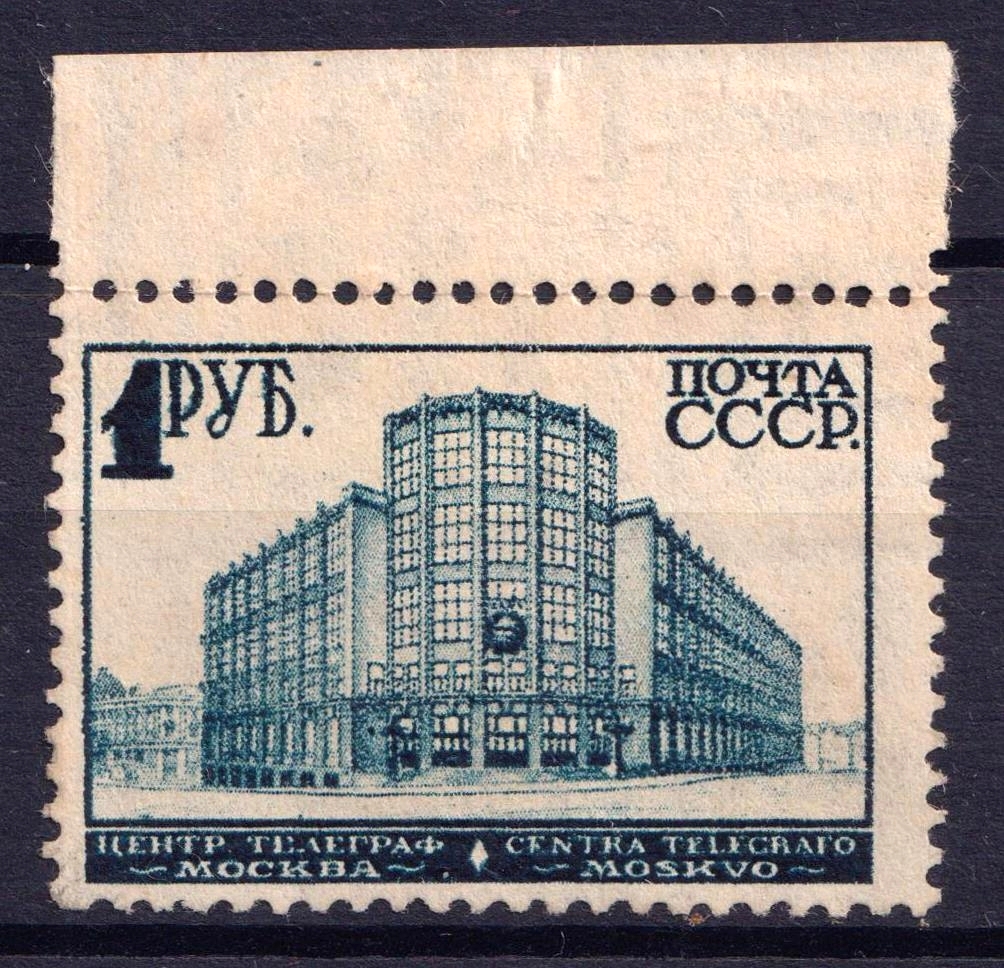 1 РУБ.
ПОЧТА
СССР.
ЦЕНТР. ТЕЛЕГРАФ
~МОСКВА~
CENTRA TELEGRAFO
~MOSKVO~